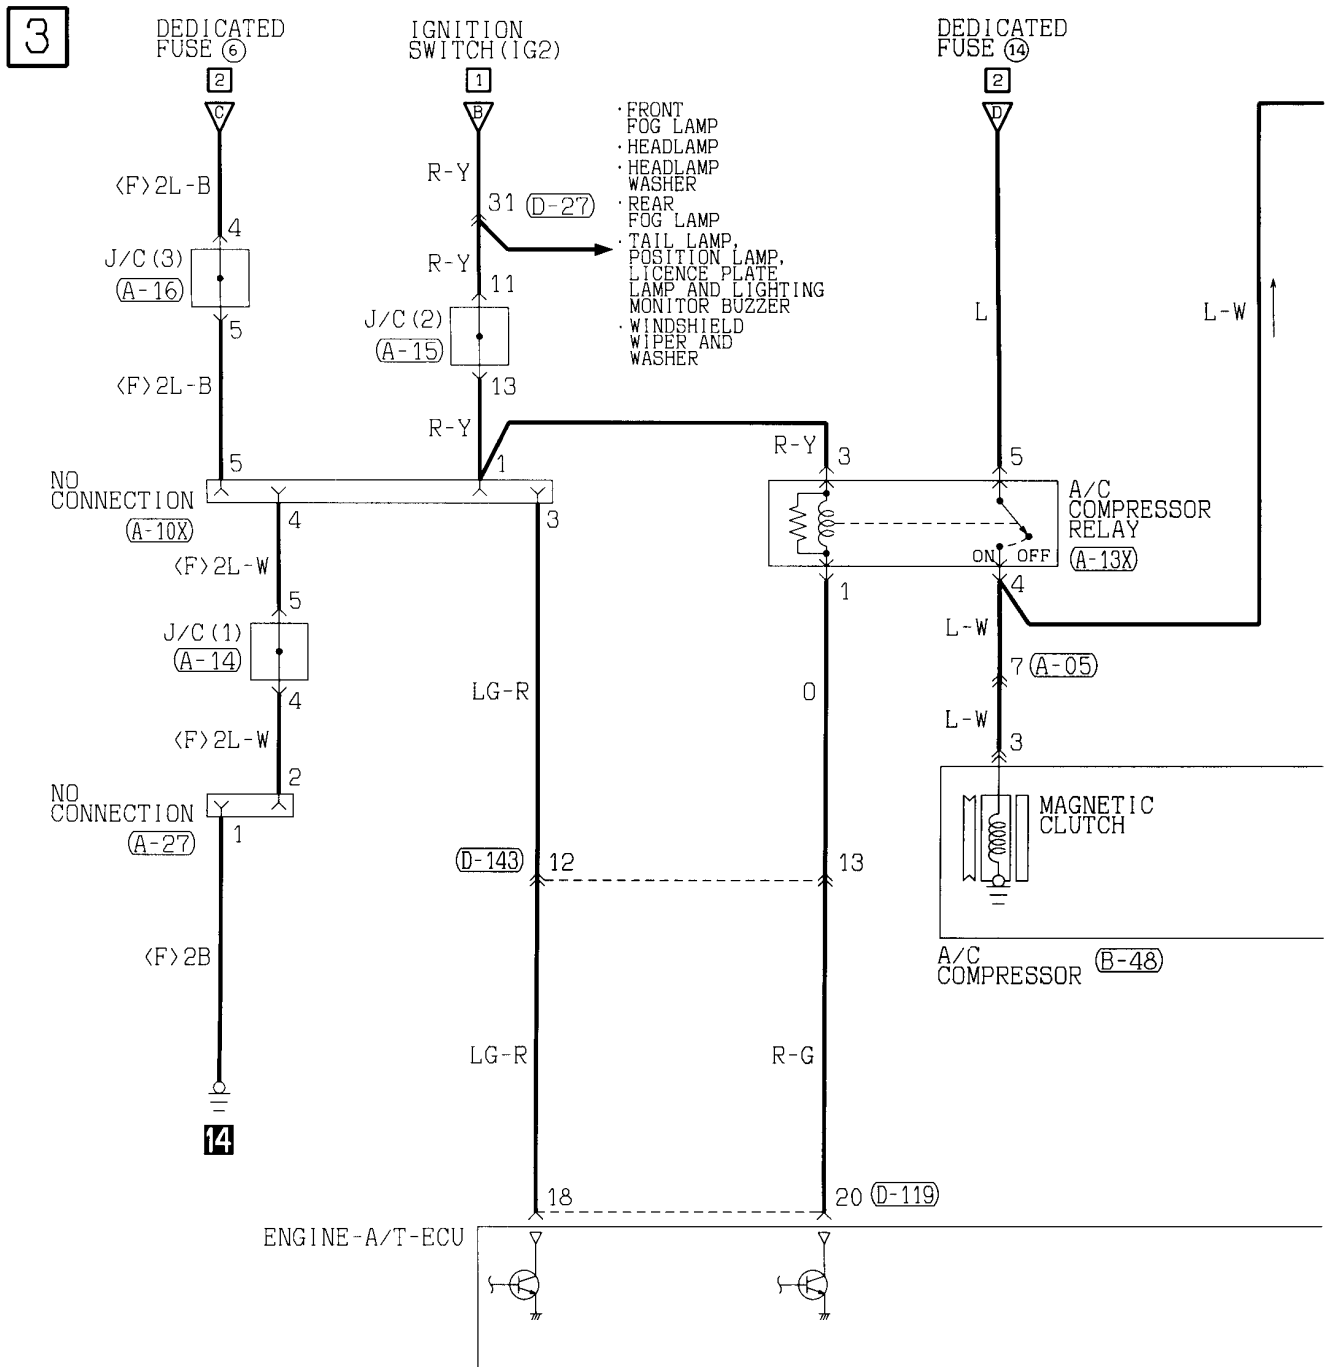 3
DEDICATED
FUSE ⑥
2
C
IGNITION
SWITCH(IG2)
1
B
DEDICATED
FUSE ⑭
2
D
· FRONT
FOG LAMP
· HEADLAMP
· HEADLAMP
WASHER
· REAR
FOG LAMP
· TAIL LAMP,
POSITION LAMP,
LICENCE PLATE
LAMP AND LIGHTING
MONITOR BUZZER
· WINDSHIELD
WIPER AND
WASHER
<F>2L-B
4
J/C(3)
A-16
5
<F>2L-B
5
R-Y
31 D-27
R-Y
11
J/C(2)
A-15
13
R-Y
1
L
L-W
R-Y
3
5
NO
CONNECTION
A-10X
4
3
A/C
COMPRESSOR
RELAY
A-13X
ON OFF
1
4
<F>2L-W
5
J/C(1)
A-14
4
<F>2L-W
2
LG-R
O
L-W
7 A-05
L-W
3
NO
CONNECTION
A-27
1
MAGNETIC
CLUTCH
D-143 12
13
<F>2B
A/C
COMPRESSOR
B-48
LG-R
R-G
14
18
20 D-119
ENGINE-A/T-ECU